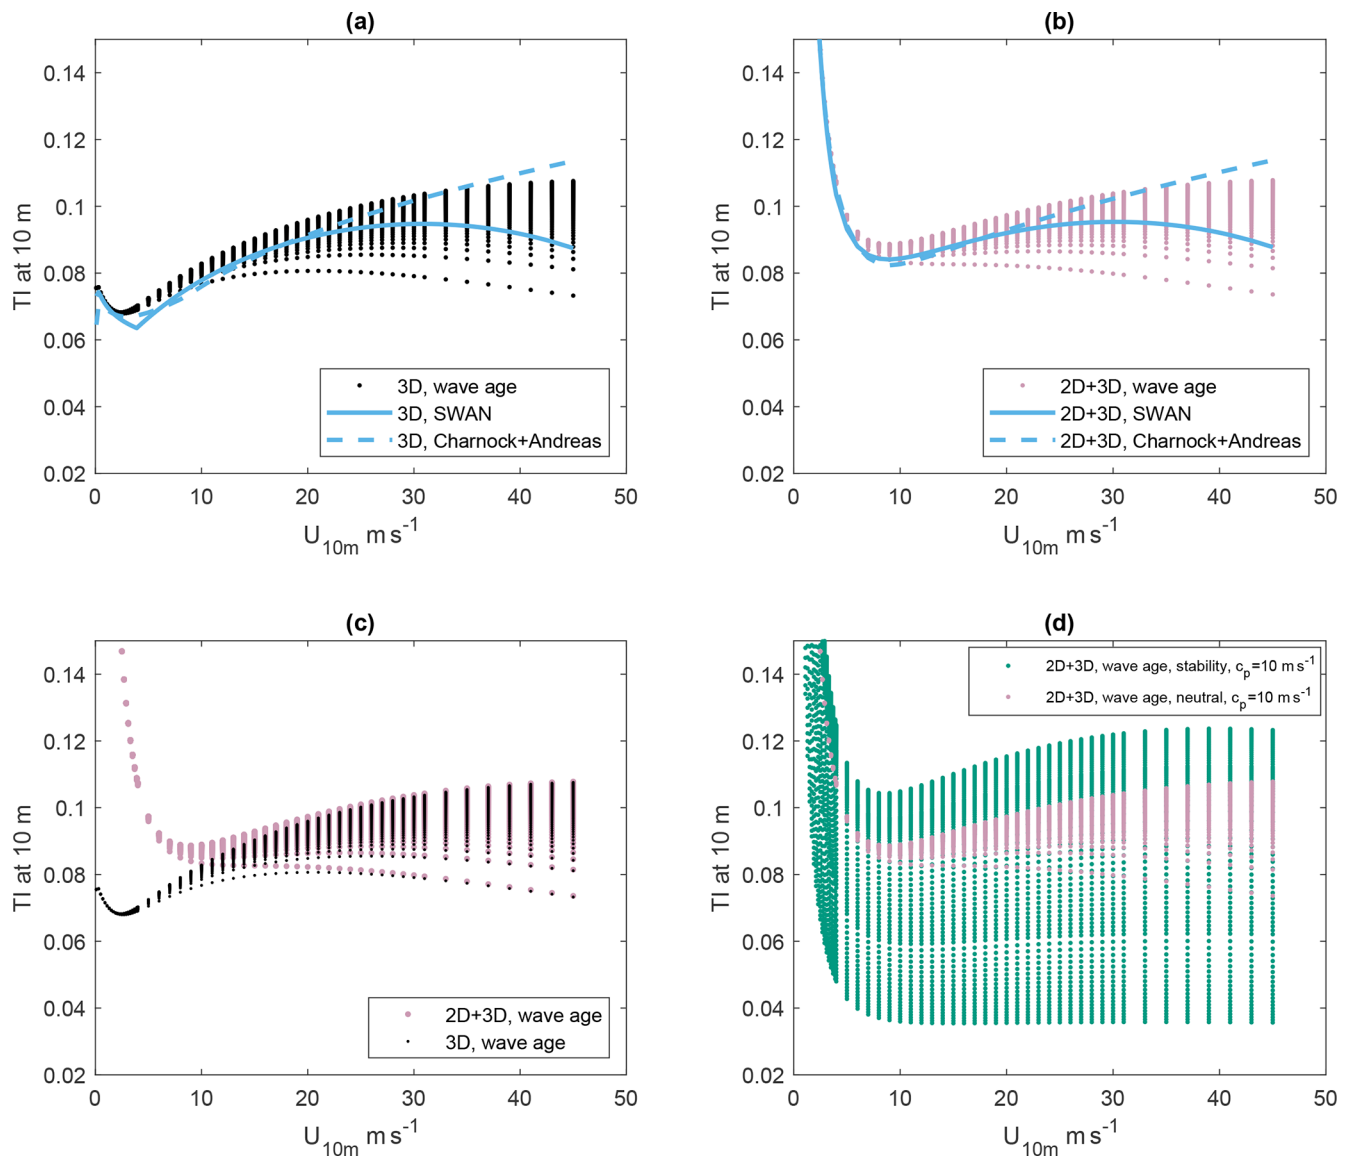 (a)
0.14
0.12
0.1
0.08
0.06
0.04
0.02
TI at 10 m
3D, wave age
3D, SWAN
3D, Charnock+Andreas
0 10 20 30 40 50
U10m m s-1
(b)
0.14
0.12
0.1
0.08
0.06
0.04
0.02
TI at 10 m
2D+3D, wave age
2D+3D, SWAN
2D+3D, Charnock+Andreas
0 10 20 30 40 50
U10m m s-1
(c)
0.14
0.12
0.1
0.08
0.06
0.04
0.02
TI at 10 m
2D+3D, wave age
3D, wave age
0 10 20 30 40 50
U10m m s-1
(d)
0.14
0.12
0.1
0.08
0.06
0.04
0.02
TI at 10 m
2D+3D, wave age, stability, cp=10 m s-1
2D+3D, wave age, neutral, cp=10 m s-1
0 10 20 30 40 50
U10m m s-1